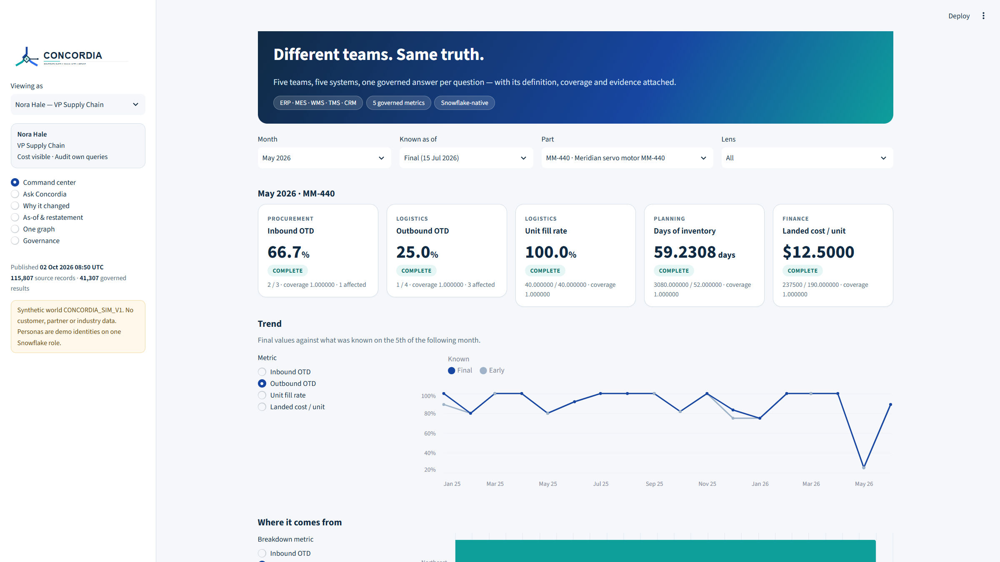 Deploy
CONCORDIA
GOVERNED SUPPLY CHAIN INTELLIGENCE
Viewing as
Nora Hale — VP Supply Chain
Nora Hale
VP Supply Chain
Cost visible · Audit own queries
Command center
Ask Concordia
Why it changed
As-of & restatement
One graph
Governance
Published 02 Oct 2026 08:50 UTC
115,807 source records · 41,307 governed
results
Synthetic world CONCORDIA_SIM_V1. No
customer, partner or industry data.
Personas are demo identities on one
Snowflake role.
Different teams. Same truth.
Five teams, five systems, one governed answer per question — with its definition, coverage and evidence attached.
ERP · MES · WMS · TMS · CRM
5 governed metrics
Snowflake-native
Month
Known as of
Part
Lens
May 2026
Final (15 Jul 2026)
MM-440 · Meridian servo motor MM-440
All
May 2026 · MM-440
PROCUREMENT
Inbound OTD
66.7%
COMPLETE
2 / 3 · coverage 1.000000 · 1 affected
LOGISTICS
Outbound OTD
25.0%
COMPLETE
1 / 4 · coverage 1.000000 · 3 affected
LOGISTICS
Unit fill rate
100.0%
COMPLETE
40.000000 / 40.000000 · coverage
1.000000
PLANNING
Days of inventory
59.2308 days
COMPLETE
3080.000000 / 52.000000 · coverage
1.000000
FINANCE
Landed cost / unit
$12.5000
COMPLETE
237500 / 190.000000 · coverage
1.000000
Trend
Final values against what was known on the 5th of the following month.
Metric
Inbound OTD
Outbound OTD
Unit fill rate
Landed cost / unit
Known
Final
Early
100%
80%
60%
40%
20%
Jan 25
Mar 25
May 25
Jul 25
Sep 25
Nov 25
Jan 26
Mar 26
May 26
Where it comes from
Breakdown metric
Inbound OTD